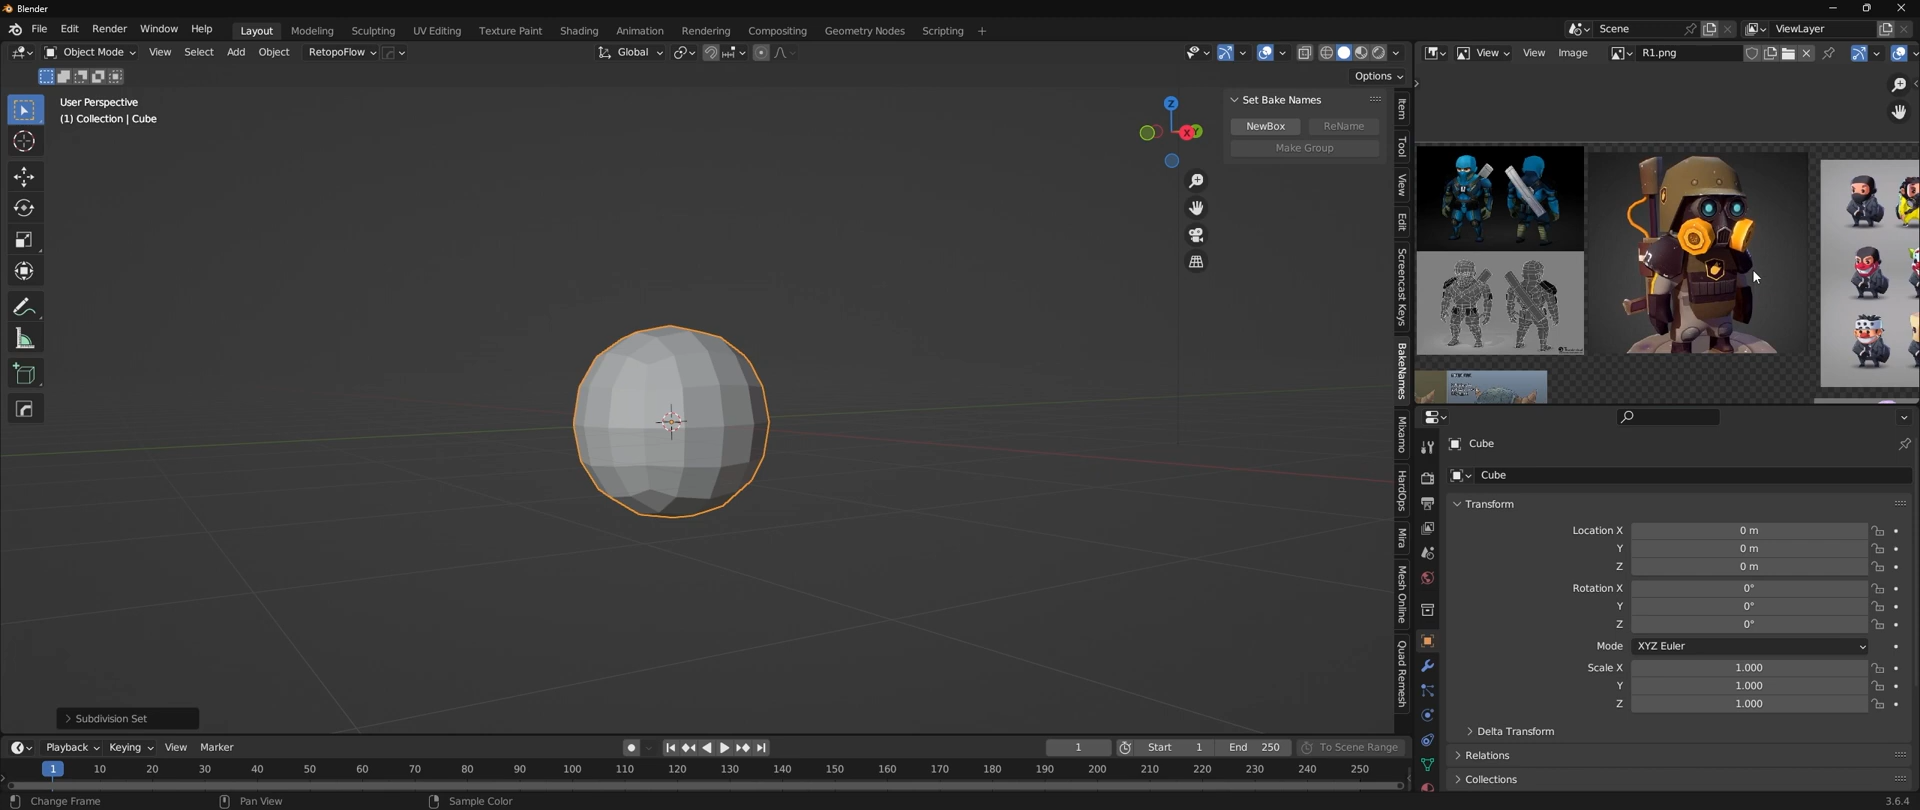 Blender
File Edit Render Window Help Layout Modeling Sculpting UV Editing Texture Paint Shading Animation Rendering Compositing Geometry Nodes Scripting + Scene ViewLayer
Object Mode View Select Add Object RetopoFlow Global View View Image R1.png
Options
User Perspective
(1) Collection | Cube
Z
X
Y
Set Bake Names
NewBox ReName
Make Group
Item
Tool
View
Edit
Screencast Keys
BakeNames
Mixamo
HardOps
Mira
Mesh Online
Quad Remesh
Cube
Cube
Transform
Location X 0 m
Y 0 m
Z 0 m
Rotation X 0°
Y 0°
Z 0°
Mode XYZ Euler
Scale X 1.000
Y 1.000
Z 1.000
Delta Transform
Relations
Collections
Subdivision Set
Playback Keying View Marker 1 Start 1 End 250 To Scene Range
1 10 20 30 40 50 60 70 80 90 100 110 120 130 140 150 160 170 180 190 200 210 220 230 240 250
Change Frame Pan View Sample Color 3.6.4